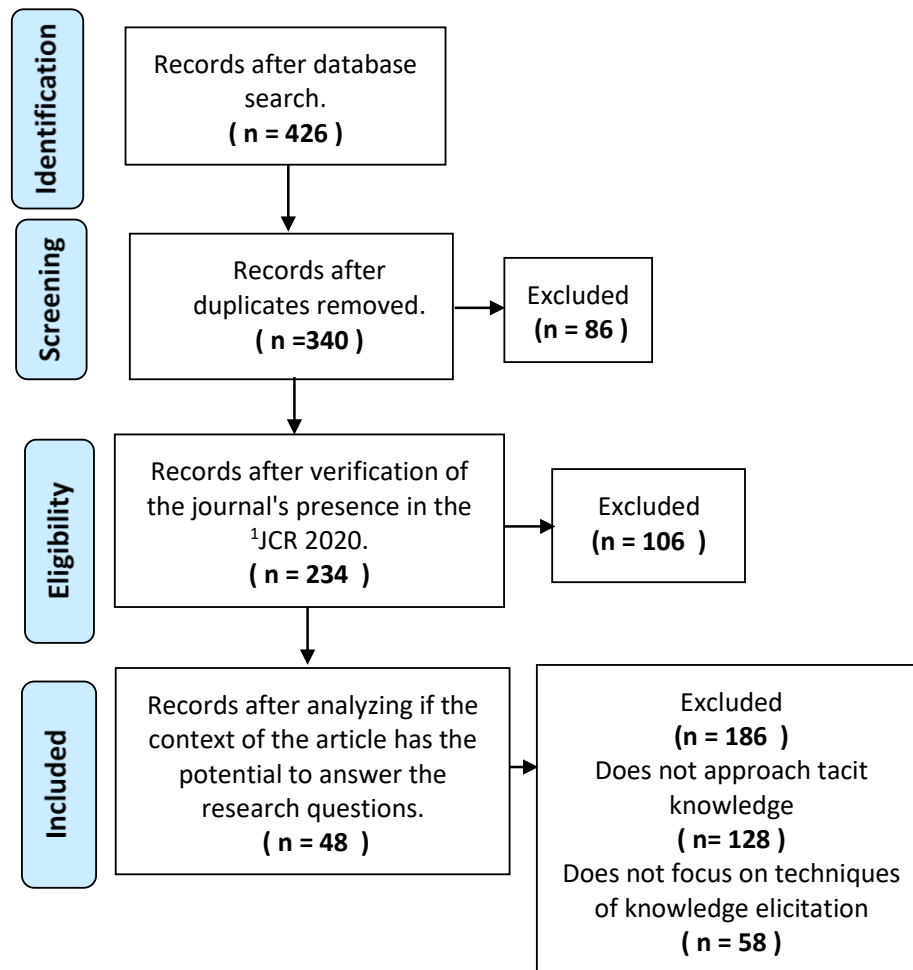 Identification
Records after database
search.
( n = 426 )
Screening
Records after
duplicates removed.
( n =340 )
Excluded
(n = 86 )
Eligibility
Records after verification of
the journal's presence in the
¹JCR 2020.
( n = 234 )
Excluded
(n = 106 )
Included
Records after analyzing if the
context of the article has the
potential to answer the
research questions.
( n = 48 )
Excluded
(n = 186 )
Does not approach tacit
knowledge
( n= 128 )
Does not focus on techniques
of knowledge elicitation
( n = 58 )